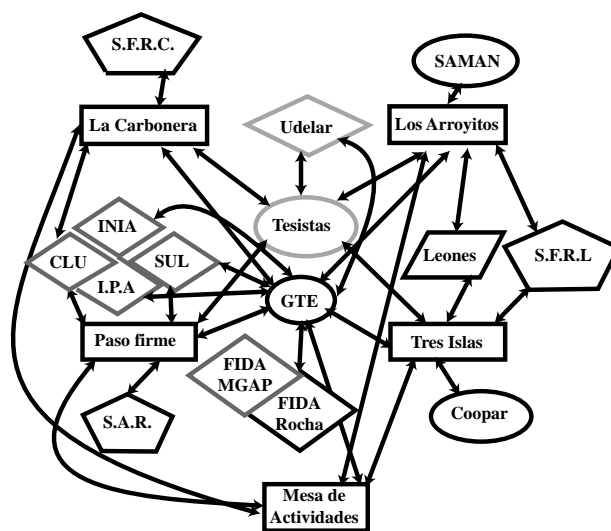 S.F.R.C.
SAMAN
La Carbonera
Udelar
Los Arroyitos
INIA
Tesistas
CLU
SUL
Leones
S.F.R.L
I.P.A
GTE
Paso firme
Tres Islas
FIDA
MGAP
FIDA
Rocha
S.A.R.
Coopar
Mesa de
Actividades